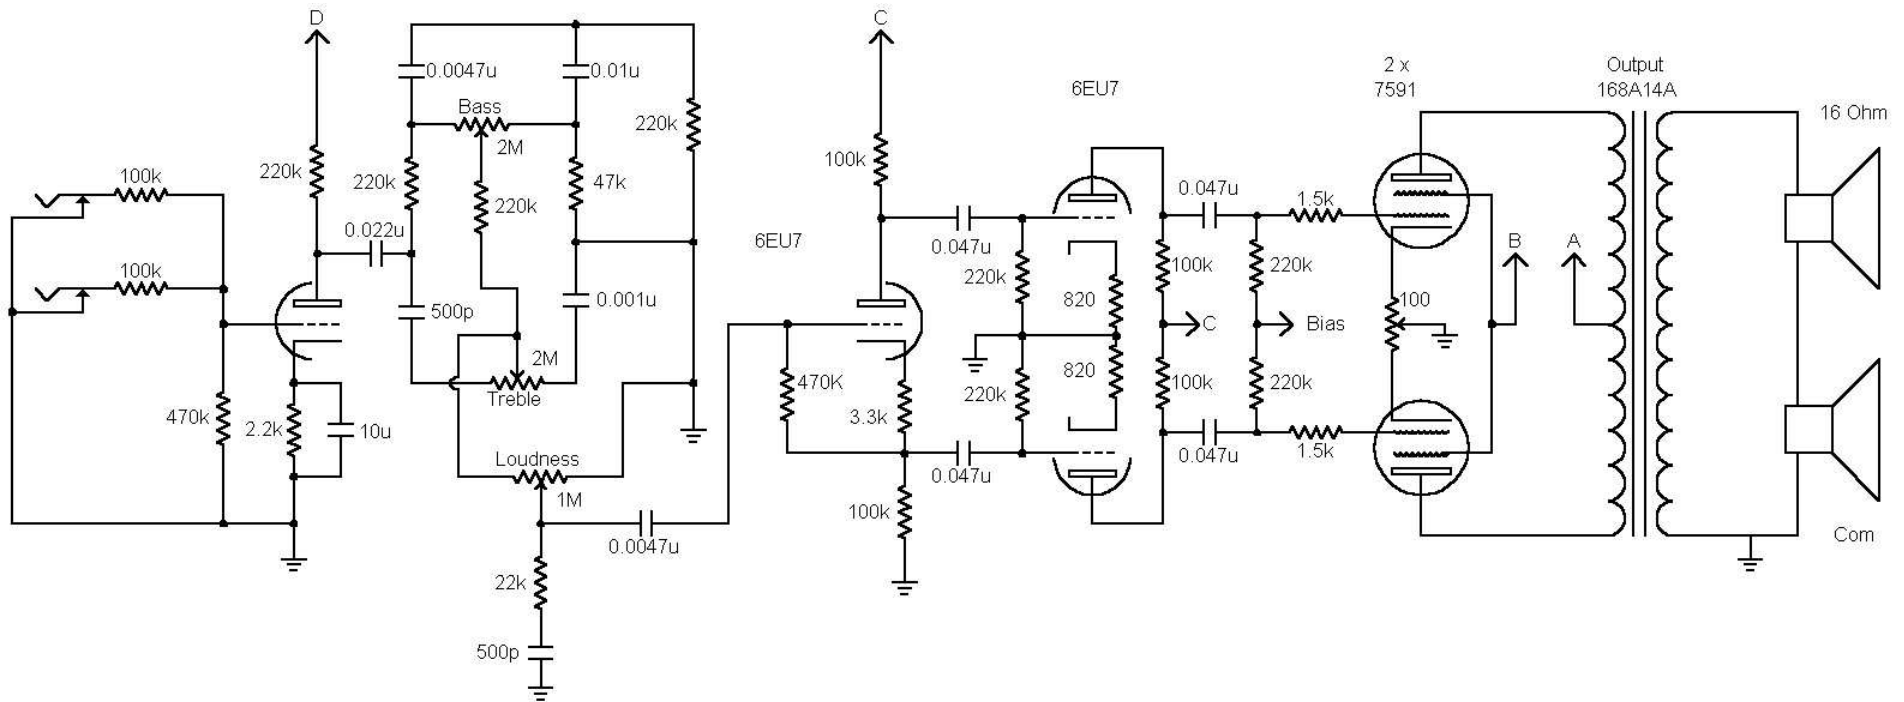 D
C
0.0047u
0.01u
6EU7
2 x
7591
Output
168A14A
16 Ohm
Bass
2M
220k
100k
100k
220k
220k
220k
47k
0.022u
6EU7
0.047u
0.047u
1.5k
100k
500p
0.001u
220k
820
100k
220k
100
B
A
C
Bias
2M
Treble
470K
3.3k
220k
820
100k
220k
470k
2.2k
10u
Loudness
1M
0.0047u
100k
0.047u
0.047u
1.5k
Com
22k
500p